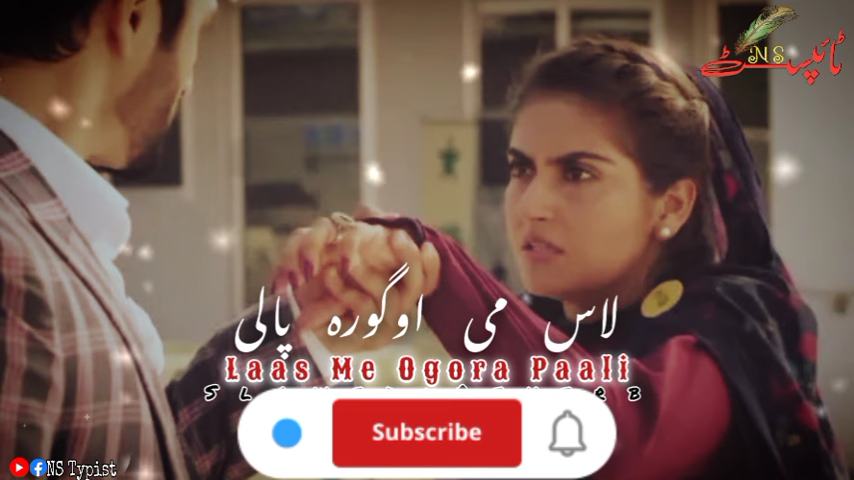 NS
ٹائپسٹ
لاس می اوگورہ پالی
Laas Me Ogora Paali
Subscribe
NS Typist